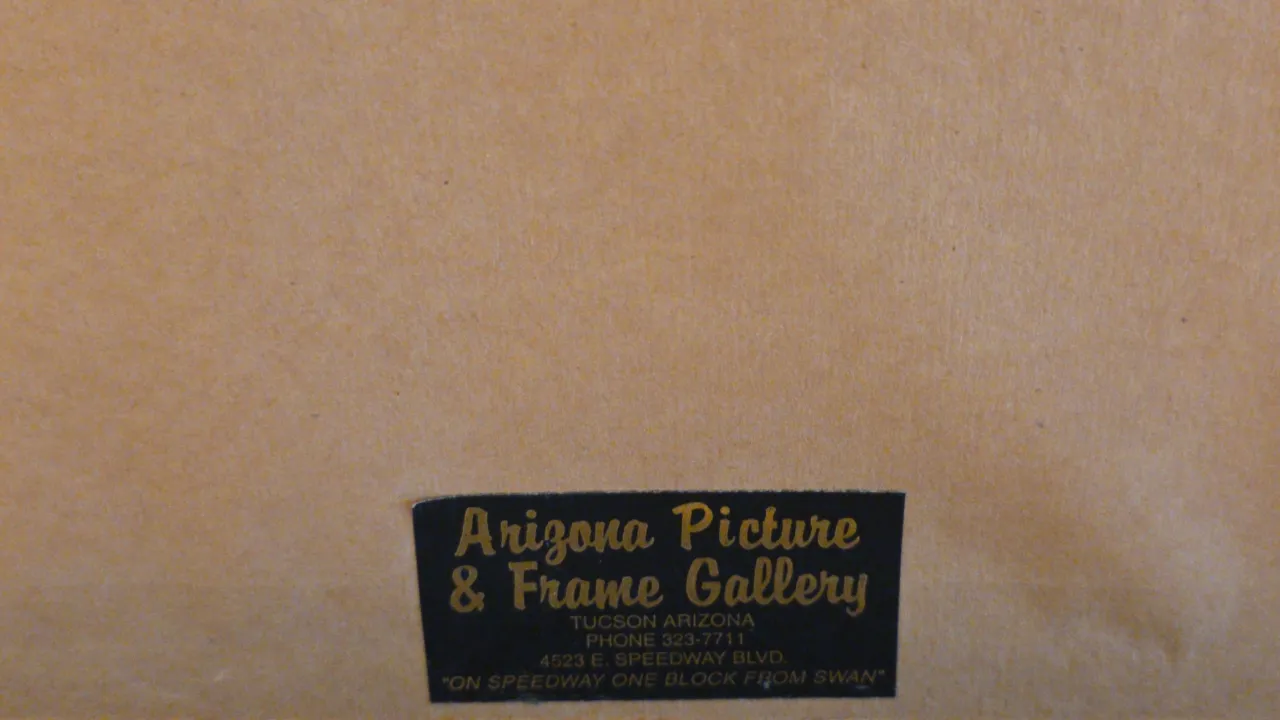 Arizona Picture
& Frame Gallery
TUCSON ARIZONA
PHONE 323-7711
4523 E. SPEEDWAY BLVD.
"ON SPEEDWAY ONE BLOCK FROM SWAN"